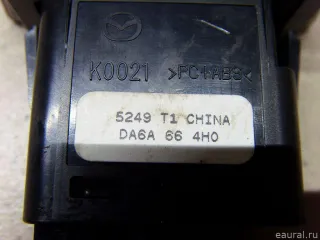 K0021 >PC+ABS<
5249 T1 CHINA
DA6A 66 4H0
eaural.ru